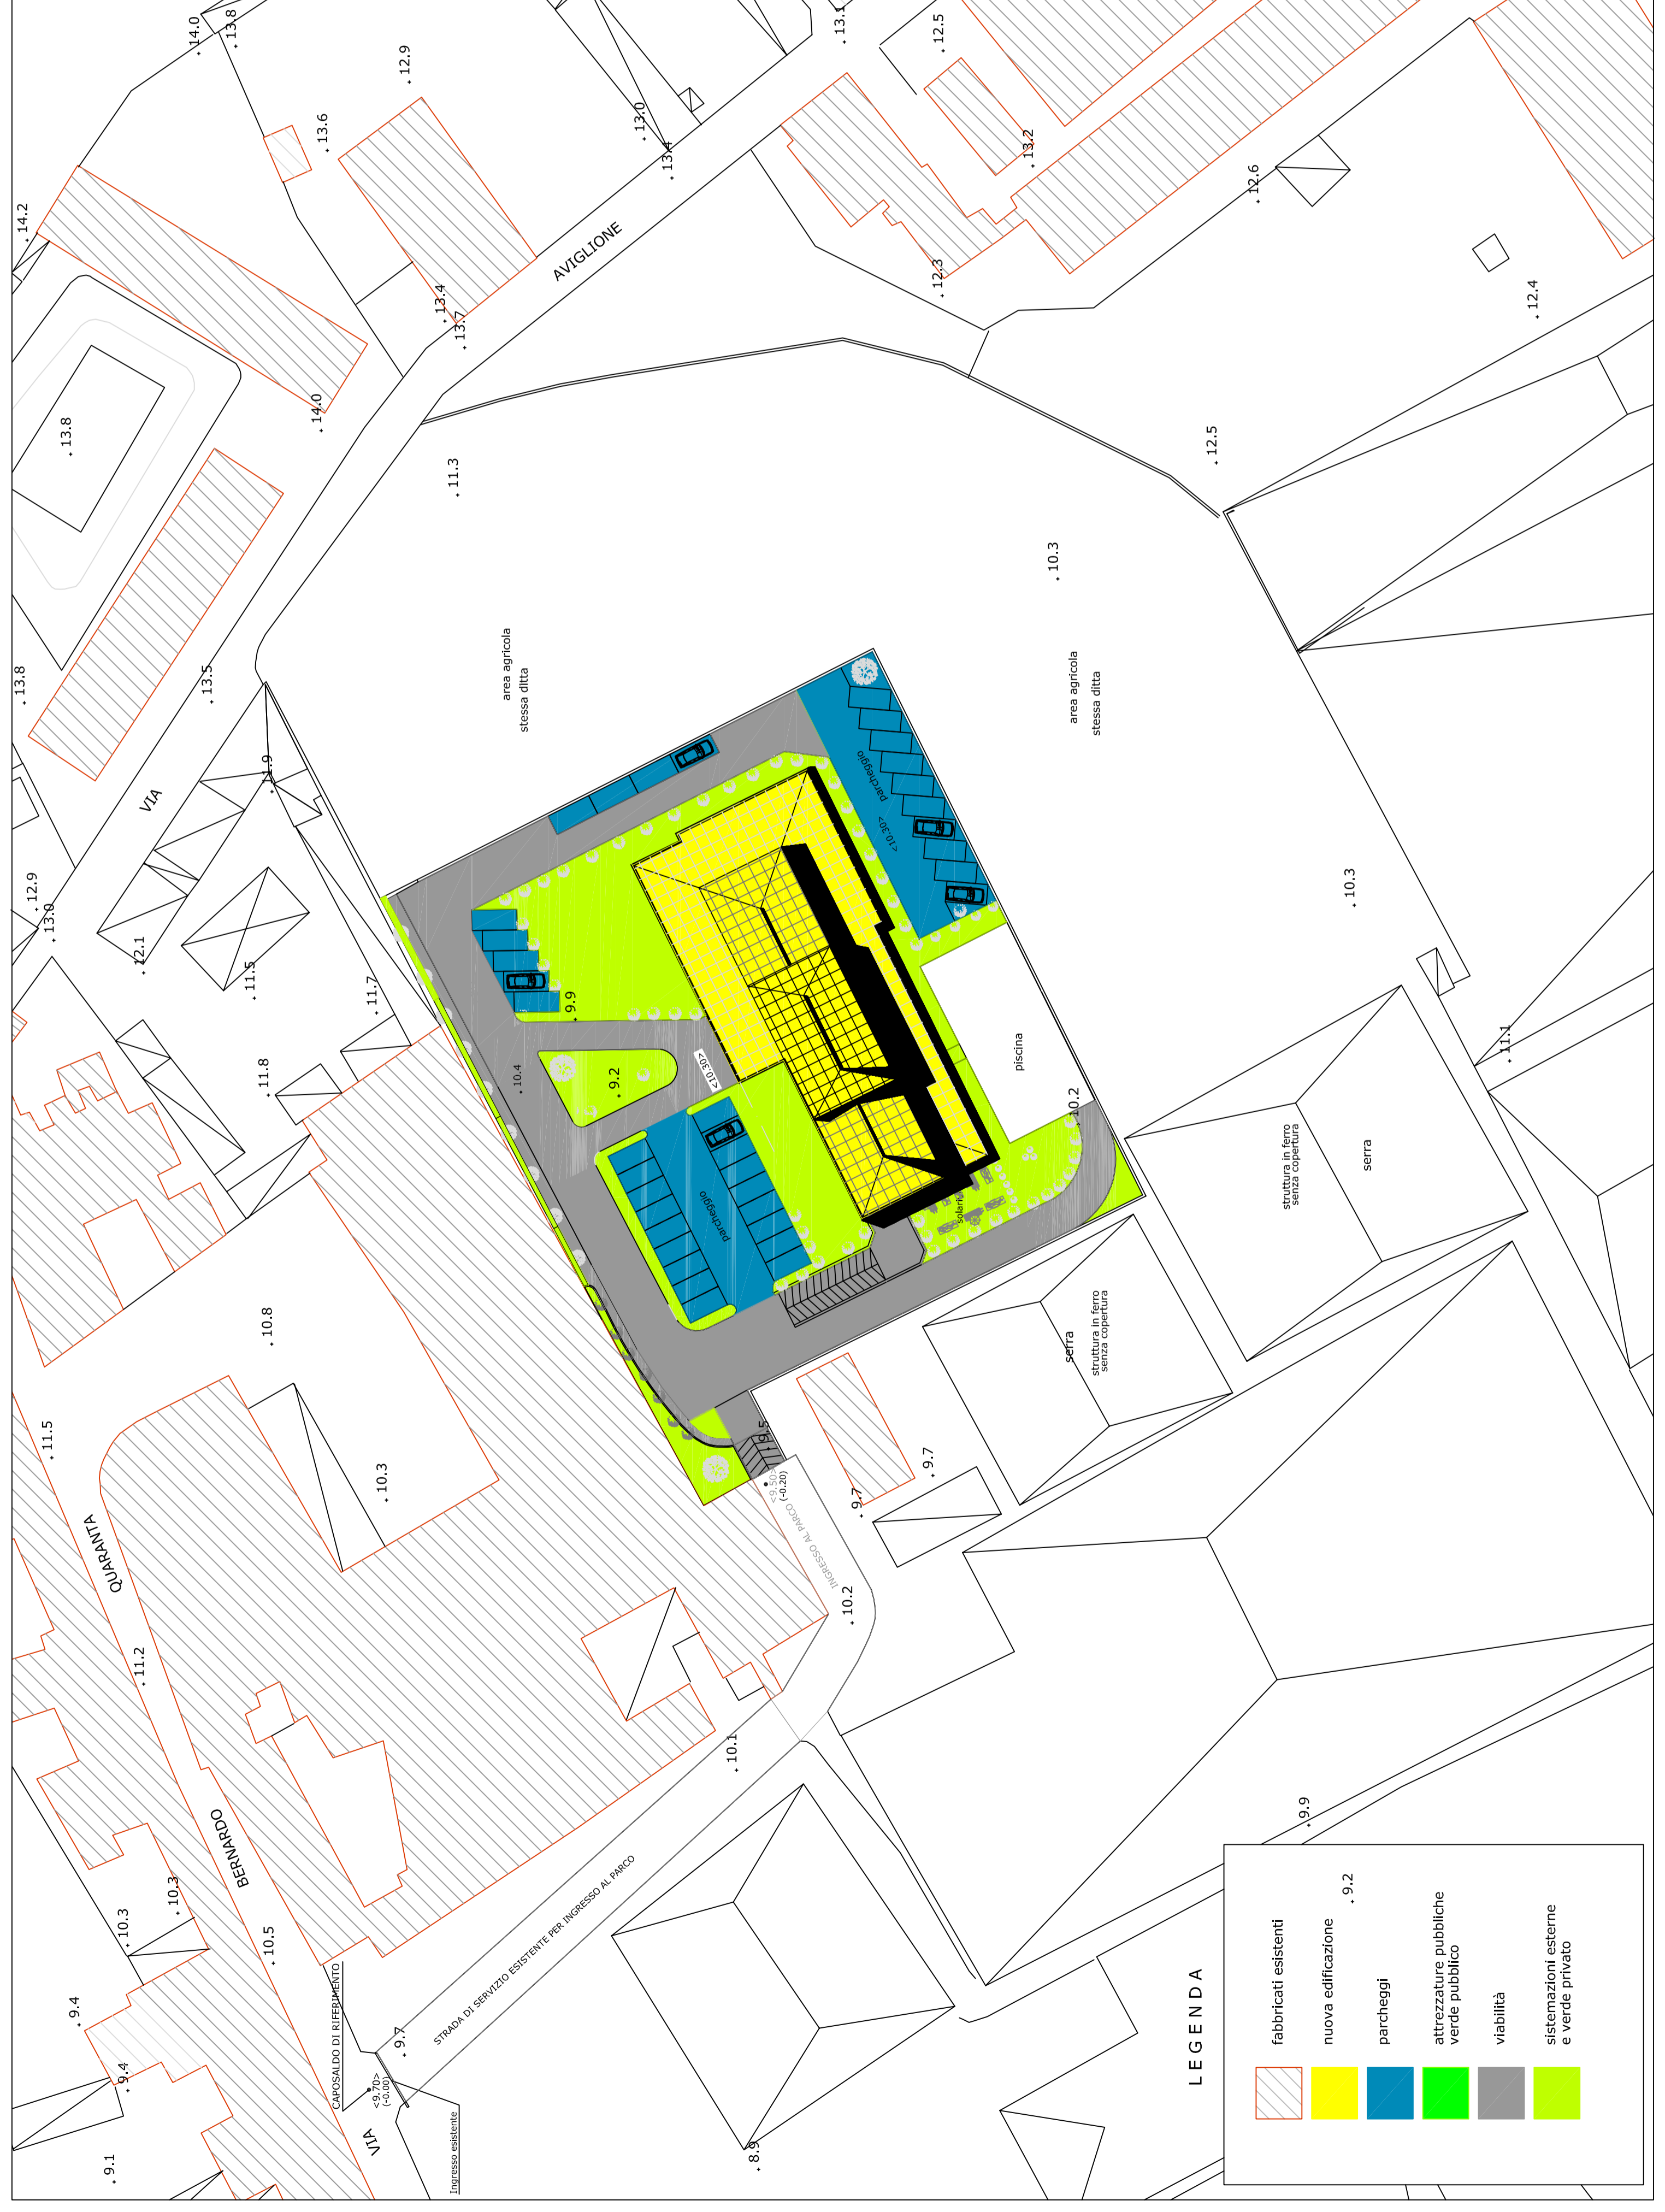 14.0
13.8
12.9
13.6
14.2
13.0
13.4
13.1
12.5
13.2
12.6
12.3
12.4
AVIGLIONE
13.4
13.7
14.0
13.8
11.3
12.5
10.3
13.8
13.5
area agricola
stessa ditta
area agricola
stessa ditta
VIA
11.9
12.9
13.0
12.1
11.5
11.7
11.8
parcheggio
<10.30>
9.9
10.4
9.2
<10.30>
piscina
10.2
10.3
11.1
parcheggio
struttura in ferro
senza copertura
serra
serra
struttura in ferro
senza copertura
10.8
11.5
10.3
9.5
<9.50>
(-0.20)
INGRESSO AL PARCO
9.7
9.7
10.2
QUARANTA
11.2
10.1
BERNARDO
10.3
10.3
10.5
STRADA DI SERVIZIO ESISTENTE PER INGRESSO AL PARCO
CAPOSALDO DI RIFERIMENTO
9.4
9.4
9.7
<9.70>
(-0.00)
VIA
Ingresso esistente
9.1
8.9
9.9
9.2
LEGENDA
fabbricati esistenti
nuova edificazione
parcheggi
attrezzature pubbliche
verde pubblico
viabilità
sistemazioni esterne
e verde privato